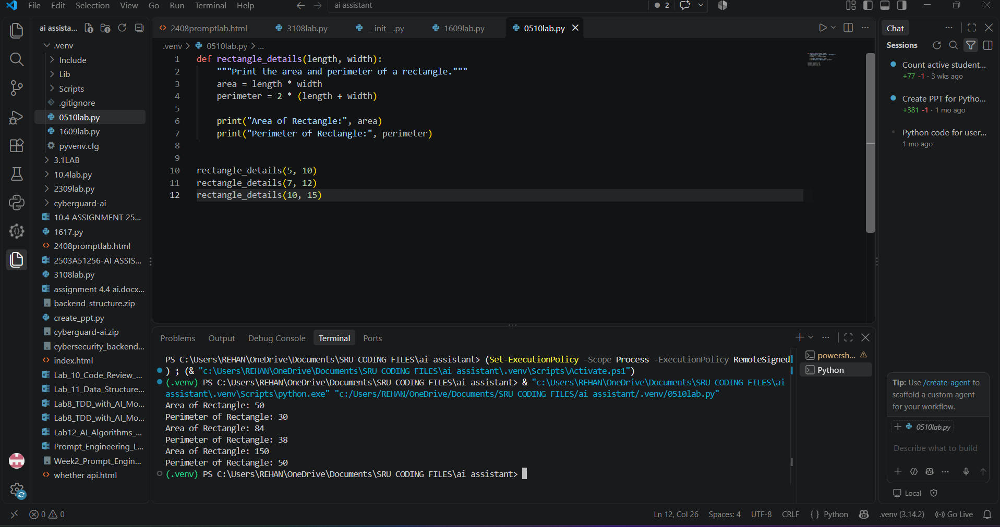 File Edit Selection View Go Run Terminal Help
ai assistant
2
ai assista...
.venv
Include
Lib
Scripts
.gitignore
0510lab.py
1609lab.py
pyvenv.cfg
3.1LAB
10.4lab.py
2309lab.py
cyberguard-ai
10.4 ASSIGNMENT 25...
1617.py
2408promptlab.html
2503A51256-AI ASSIS...
3108lab.py
assignment 4.4 ai.docx...
backend_structure.zip
create_ppt.py
cyberguard-ai.zip
cybersecurity_backend...
index.html
Lab_10_Code_Review_...
Lab_11_Data_Structure...
Lab8_TDD_with_AI_Mo...
Lab8_TDD_with_AI_Mo...
Lab12_AI_Algorithms_...
Prompt_Engineering_L...
Week2_Prompt_Engin...
whether api.html
2408promptlab.html 3108lab.py __init__.py 1609lab.py 0510lab.py
.venv > 0510lab.py > ...
1 def rectangle_details(length, width):
2 """Print the area and perimeter of a rectangle."""
3 area = length * width
4 perimeter = 2 * (length + width)
5
6 print("Area of Rectangle:", area)
7 print("Perimeter of Rectangle:", perimeter)
8
9
10 rectangle_details(5, 10)
11 rectangle_details(7, 12)
12 rectangle_details(10, 15)
Problems Output Debug Console Terminal Ports
PS C:\Users\REHAN\OneDrive\Documents\SRU CODING FILES\ai assistant> (Set-ExecutionPolicy -Scope Process -ExecutionPolicy RemoteSigned
) ; (& "c:\Users\REHAN\OneDrive\Documents\SRU CODING FILES\ai assistant\.venv\Scripts\Activate.ps1")
(.venv) PS C:\Users\REHAN\OneDrive\Documents\SRU CODING FILES\ai assistant> & "c:\Users\REHAN\OneDrive\Documents\SRU CODING FILES\ai
assistant\.venv\Scripts\python.exe" "c:/Users/REHAN/OneDrive/Documents/SRU CODING FILES/ai assistant/.venv/0510lab.py"
Area of Rectangle: 50
Perimeter of Rectangle: 30
Area of Rectangle: 84
Perimeter of Rectangle: 38
Area of Rectangle: 150
Perimeter of Rectangle: 50
(.venv) PS C:\Users\REHAN\OneDrive\Documents\SRU CODING FILES\ai assistant>
powersh...
Python
Chat
Sessions
Count active student...
+77 -1 · 3 wks ago
Create PPT for Pytho...
+381 -1 · 1 mo ago
Python code for user...
1 mo ago
Tip: Use /create-agent to
scaffold a custom agent
for your workflow.
0510lab.py
Describe what to build
Local
0 0
Ln 12, Col 26 Spaces: 4 UTF-8 CRLF { } Python .venv (3.14.2) Go Live